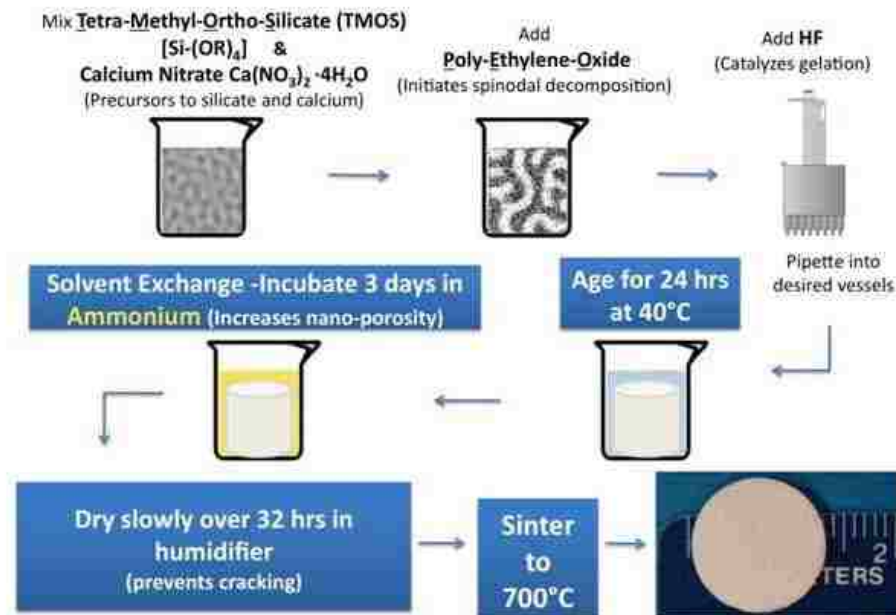 Mix Tetra-Methyl-Ortho-Silicate (TMOS)
[Si-(OR)4] &
Calcium Nitrate Ca(NO3)2 ·4H2O
(Precursors to silicate and calcium)
Add
Poly-Ethylene-Oxide
(Initiates spinodal decomposition)
Add HF
(Catalyzes gelation)
Pipette into
desired vessels
Age for 24 hrs
at 40°C
Solvent Exchange -Incubate 3 days in
Ammonium (Increases nano-porosity)
Dry slowly over 32 hrs in
humidifier
(prevents cracking)
Sinter
to
700°C
2
TERS